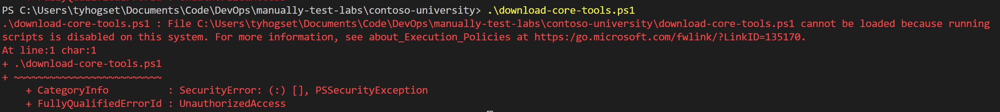 PS C:\Users\tyhogset\Documents\Code\DevOps\manually-test-labs\contoso-university> .\download-core-tools.ps1
.\download-core-tools.ps1 : File C:\Users\tyhogset\Documents\Code\DevOps\manually-test-labs\contoso-university\download-core-tools.ps1 cannot be loaded because running
scripts is disabled on this system. For more information, see about_Execution_Policies at https:/go.microsoft.com/fwlink/?LinkID=135170.
At line:1 char:1
+ .\download-core-tools.ps1
+ ~~~~~~~~~~~~~~~~~~~~~~~~~
    + CategoryInfo          : SecurityError: (:) [], PSSecurityException
    + FullyQualifiedErrorId : UnauthorizedAccess